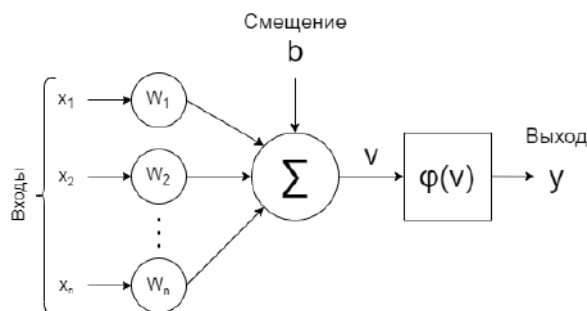 Смещение
b
Входы
x₁
W₁
x₂
W₂
xₙ
Wₙ
Σ
v
φ(v)
Выход
y